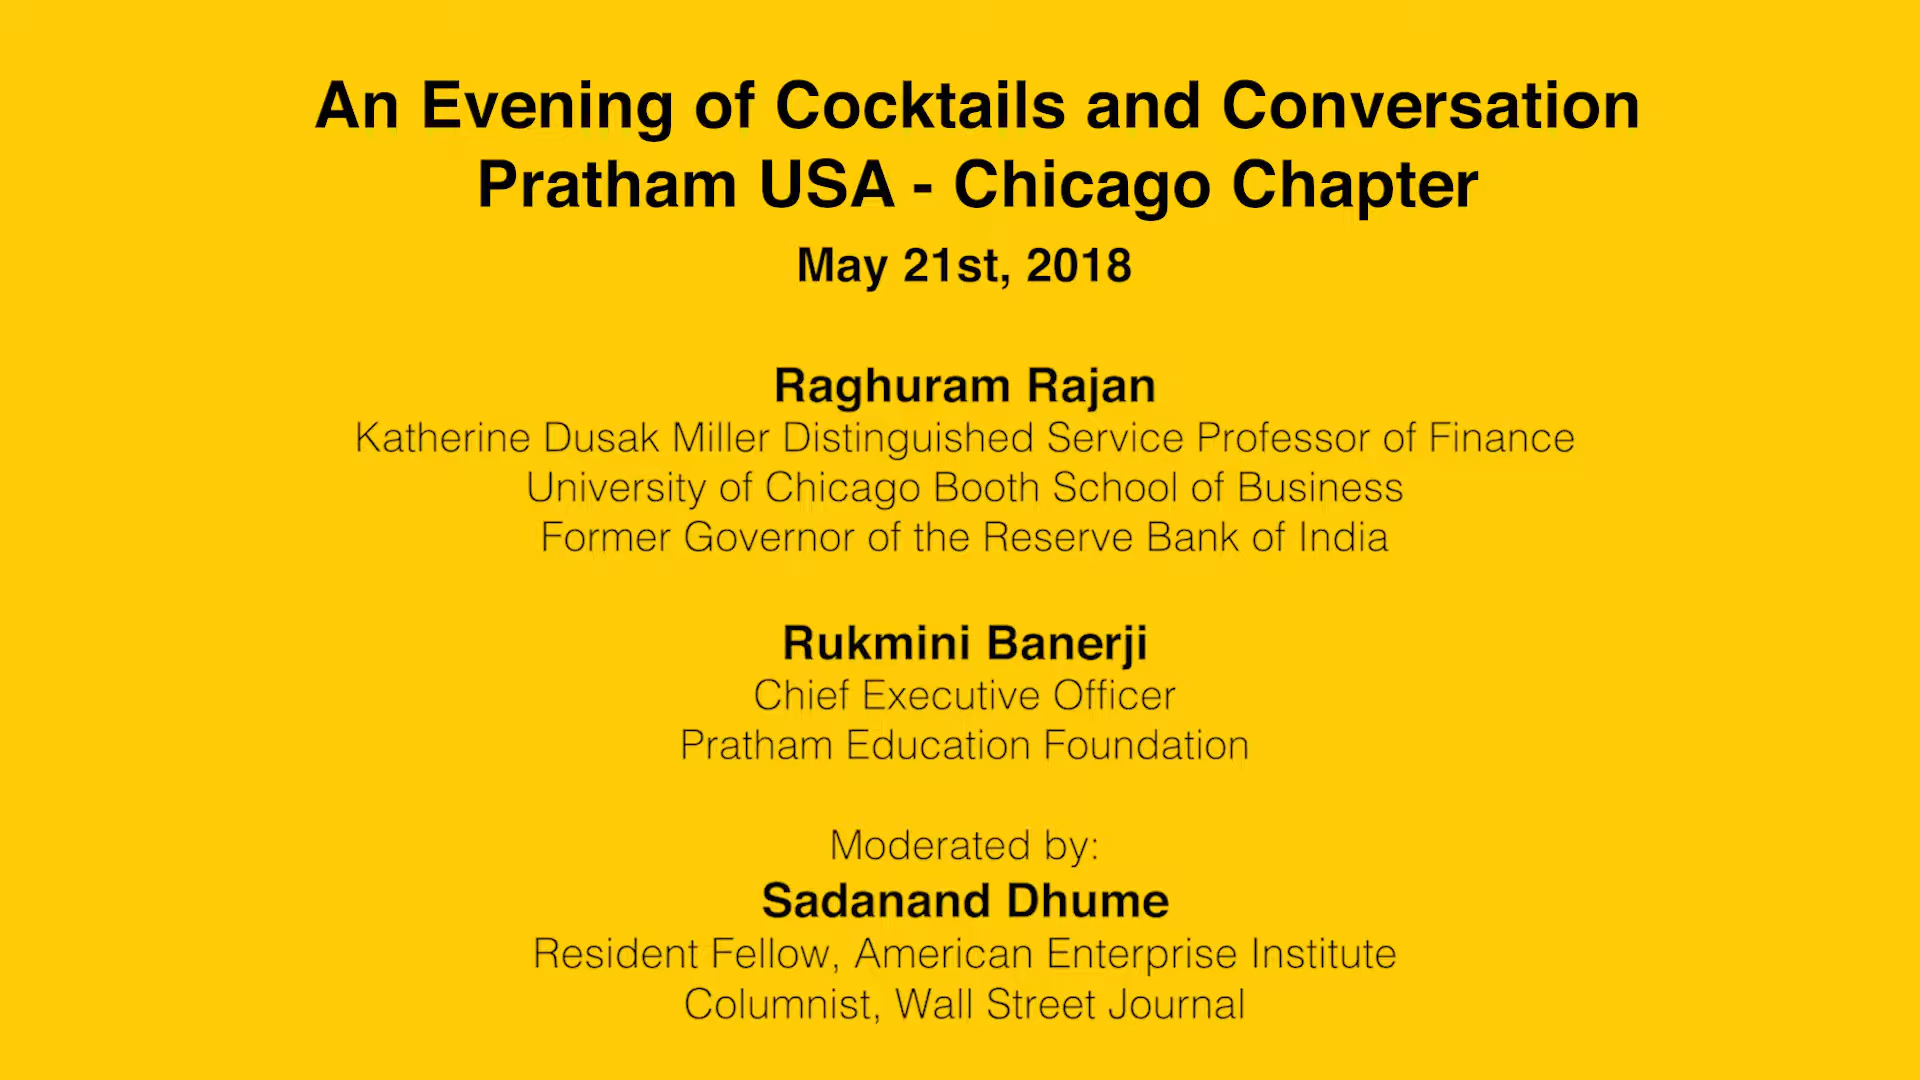 An Evening of Cocktails and Conversation
Pratham USA - Chicago Chapter
May 21st, 2018
Raghuram Rajan
Katherine Dusak Miller Distinguished Service Professor of Finance
University of Chicago Booth School of Business
Former Governor of the Reserve Bank of India
Rukmini Banerji
Chief Executive Officer
Pratham Education Foundation
Moderated by:
Sadanand Dhume
Resident Fellow, American Enterprise Institute
Columnist, Wall Street Journal